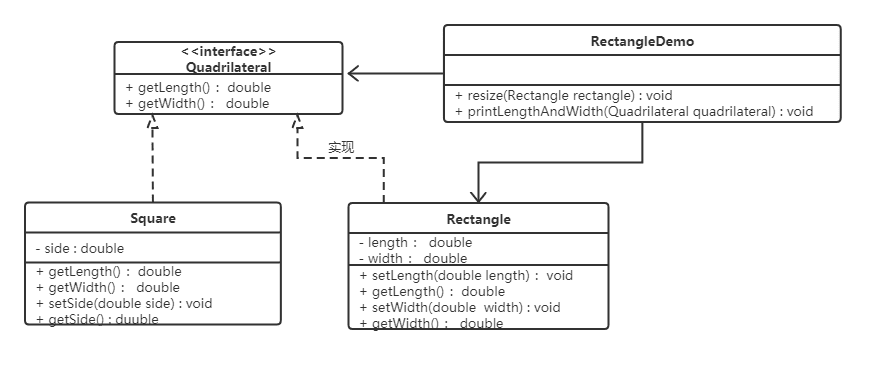 <<interface>>
Quadrilateral
+ getLength() : double
+ getWidth() : double
RectangleDemo
+ resize(Rectangle rectangle) : void
+ printLengthAndWidth(Quadrilateral quadrilateral) : void
实现
Square
- side : double
+ getLength() : double
+ getWidth() : double
+ setSide(double side) : void
+ getSide() : duuble
Rectangle
- length : double
- width : double
+ setLength(double length) : void
+ getLength() : double
+ setWidth(double width) : void
+ getWidth() : double